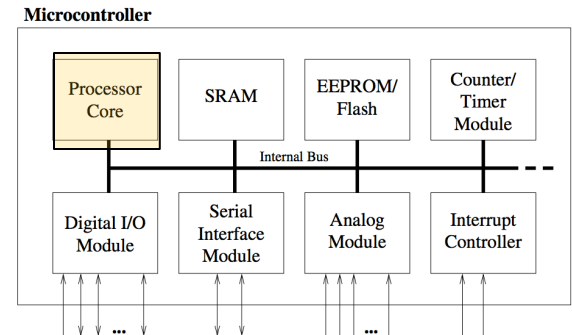 Microcontroller
Processor
Core
SRAM
EEPROM/
Flash
Counter/
Timer
Module
Internal Bus
Digital I/O
Module
Serial
Interface
Module
Analog
Module
Interrupt
Controller
...
...